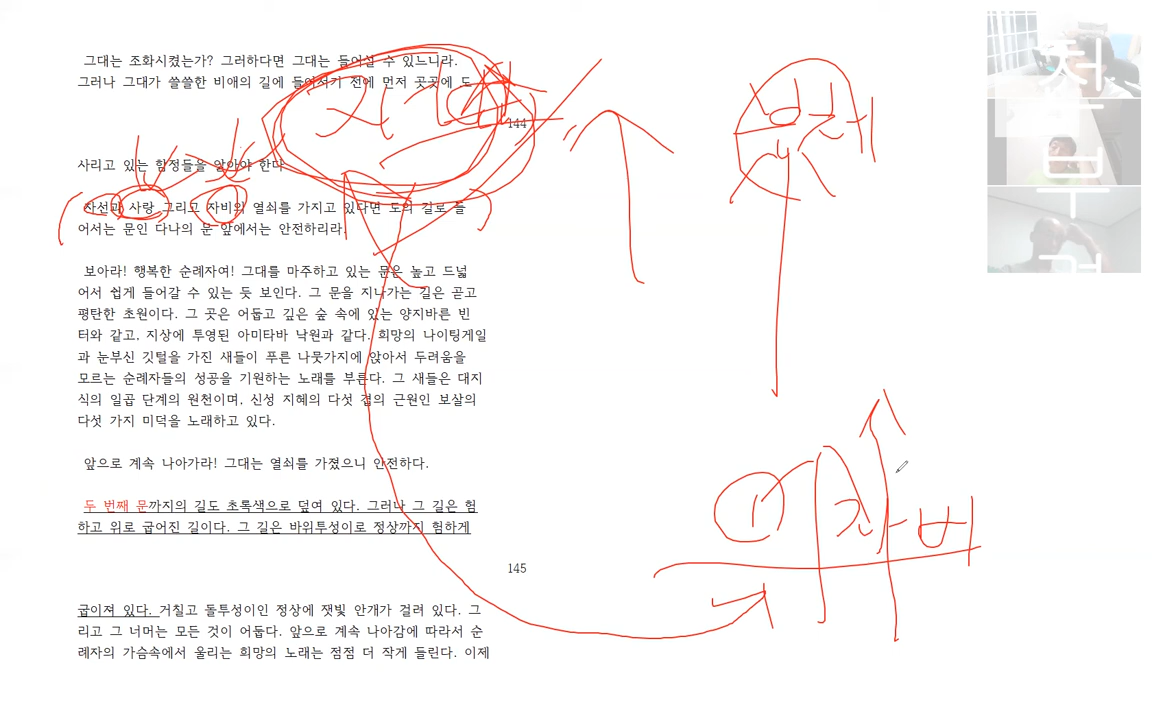 그대는 조화시켰는가? 그러하다면 그대는 들어설 수 있느니라.
그러나 그대가 쓸쓸한 비애의 길에 들어서기 전에 먼저 곳곳에 도
144
사리고 있는 함정들을 알아야 한다
자선과 사랑 그리고 자비의 열쇠를 가지고 있다면 도의 길로 들
어서는 문인 다나의 문 앞에서는 안전하리라.
보아라! 행복한 순례자여! 그대를 마주하고 있는 문은 높고 드넓
어서 쉽게 들어갈 수 있는 듯 보인다. 그 문을 지나가는 길은 곧고
평탄한 초원이다. 그 곳은 어둡고 깊은 숲 속에 있는 양지바른 빈
터와 같고, 지상에 투영된 아미타바 낙원과 같다. 희망의 나이팅게일
과 눈부신 깃털을 가진 새들이 푸른 나뭇가지에 앉아서 두려움을
모르는 순례자들의 성공을 기원하는 노래를 부른다. 그 새들은 대지
식의 일곱 단계의 원천이며, 신성 지혜의 다섯 겹의 근원인 보살의
다섯 가지 미덕을 노래하고 있다.
앞으로 계속 나아가라! 그대는 열쇠를 가졌으니 안전하다.
두 번째 문까지의 길도 초록색으로 덮여 있다. 그러나 그 길은 험
하고 위로 굽어진 길이다. 그 길은 바위투성이로 정상까지 험하게
145
굽이져 있다. 거칠고 돌투성이인 정상에 잿빛 안개가 걸려 있다. 그
리고 그 너머는 모든 것이 어둡다. 앞으로 계속 나아감에 따라서 순
례자의 가슴속에서 울리는 희망의 노래는 점점 더 작게 들린다. 이제